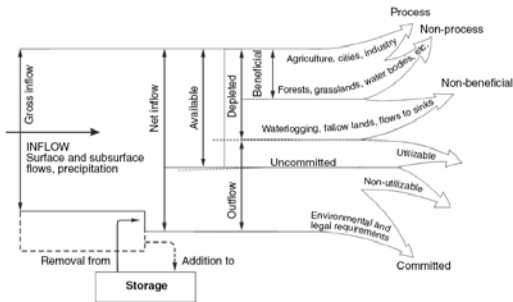 Process
Non-process
Agriculture, cities, industry
Forests, grasslands, water bodies, etc.
Non-beneficial
Waterlogging, fallow lands, flows to sinks
Gross inflow
Net inflow
Available
Depleted
Beneficial
INFLOW
Surface and subsurface
flows, precipitation
Uncommitted
Utilizable
Non-utilizable
Outflow
Environmental and
legal requirements
Committed
Removal from
Addition to
Storage